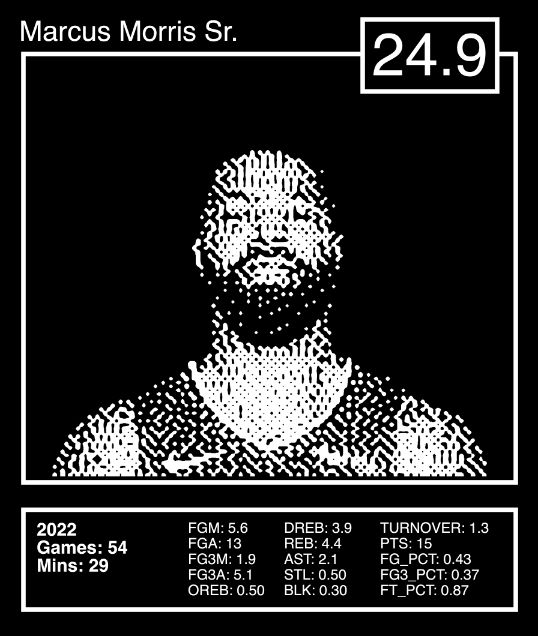 Marcus Morris Sr.
24.9
2022
Games: 54
Mins: 29
FGM: 5.6
FGA: 13
FG3M: 1.9
FG3A: 5.1
OREB: 0.50
DREB: 3.9
REB: 4.4
AST: 2.1
STL: 0.50
BLK: 0.30
TURNOVER: 1.3
PTS: 15
FG_PCT: 0.43
FG3_PCT: 0.37
FT_PCT: 0.87